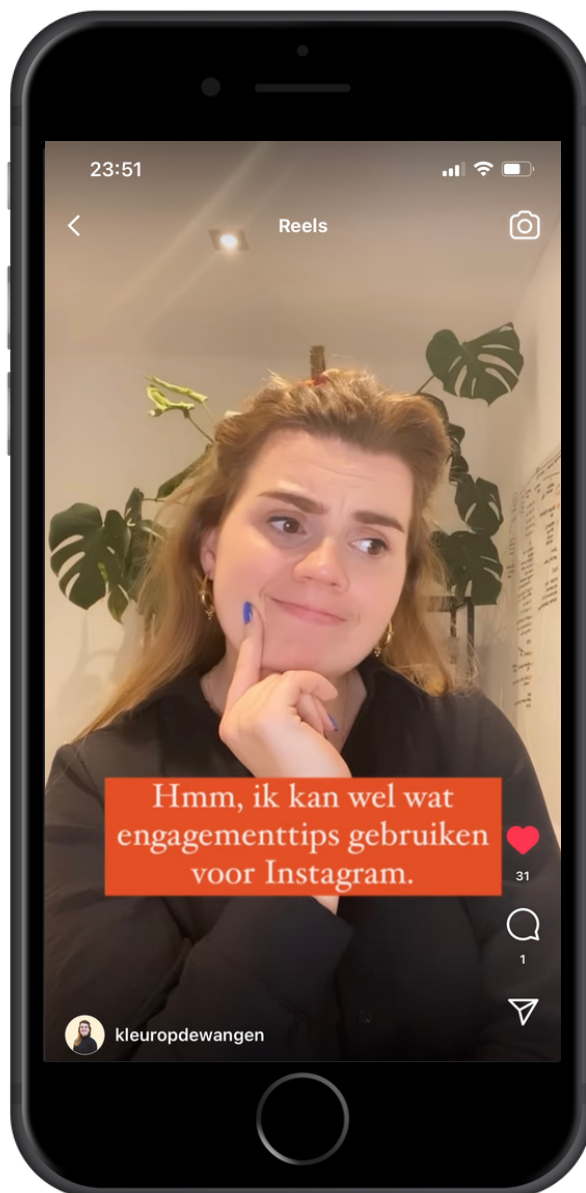 23:51
Reels
Hmm, ik kan wel wat
engagementtips gebruiken
voor Instagram.
31
1
kleuropdewangen